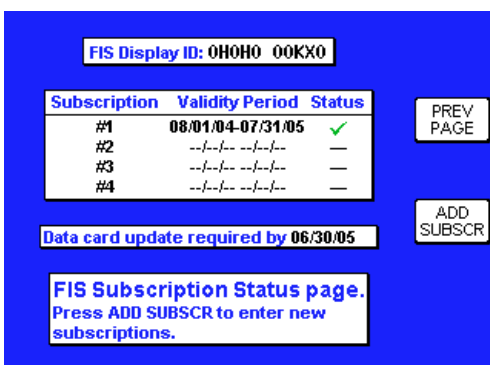 FIS Display ID: 0H0H0 00KX0
Subscription Validity Period Status
#1 08/01/04-07/31/05 ✓
#2 --/--/-- --/--/-- —
#3 --/--/-- --/--/-- —
#4 --/--/-- --/--/-- —
PREV
PAGE
ADD
SUBSCR
Data card update required by 06/30/05
FIS Subscription Status page.
Press ADD SUBSCR to enter new
subscriptions.